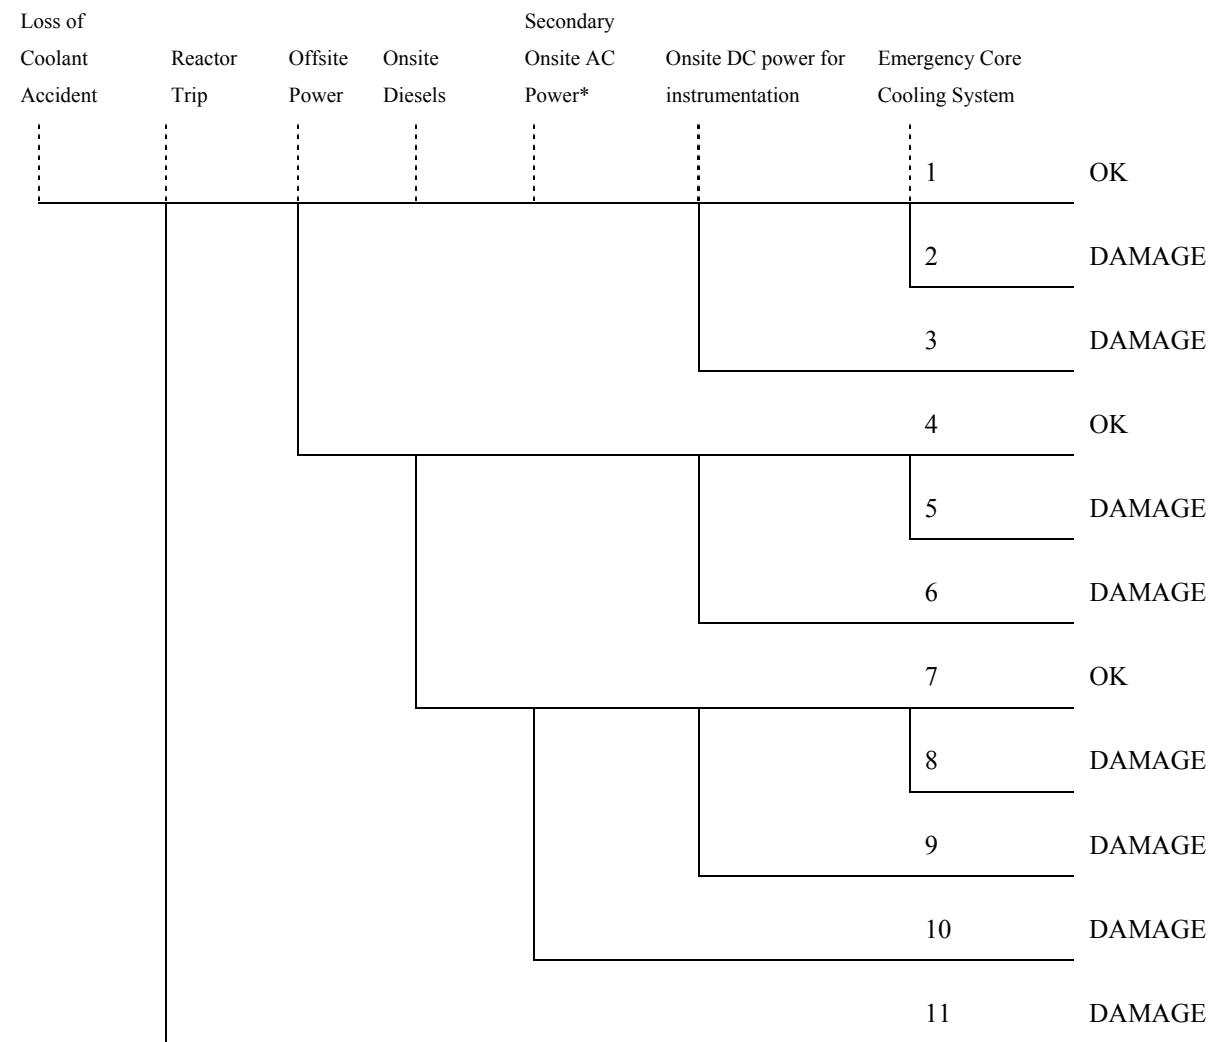 Loss of
Coolant
Accident
Reactor
Trip
Offsite
Power
Onsite
Diesels
Secondary
Onsite AC
Power*
Onsite DC power for
instrumentation
Emergency Core
Cooling System
1 OK
2 DAMAGE
3 DAMAGE
4 OK
5 DAMAGE
6 DAMAGE
7 OK
8 DAMAGE
9 DAMAGE
10 DAMAGE
11 DAMAGE